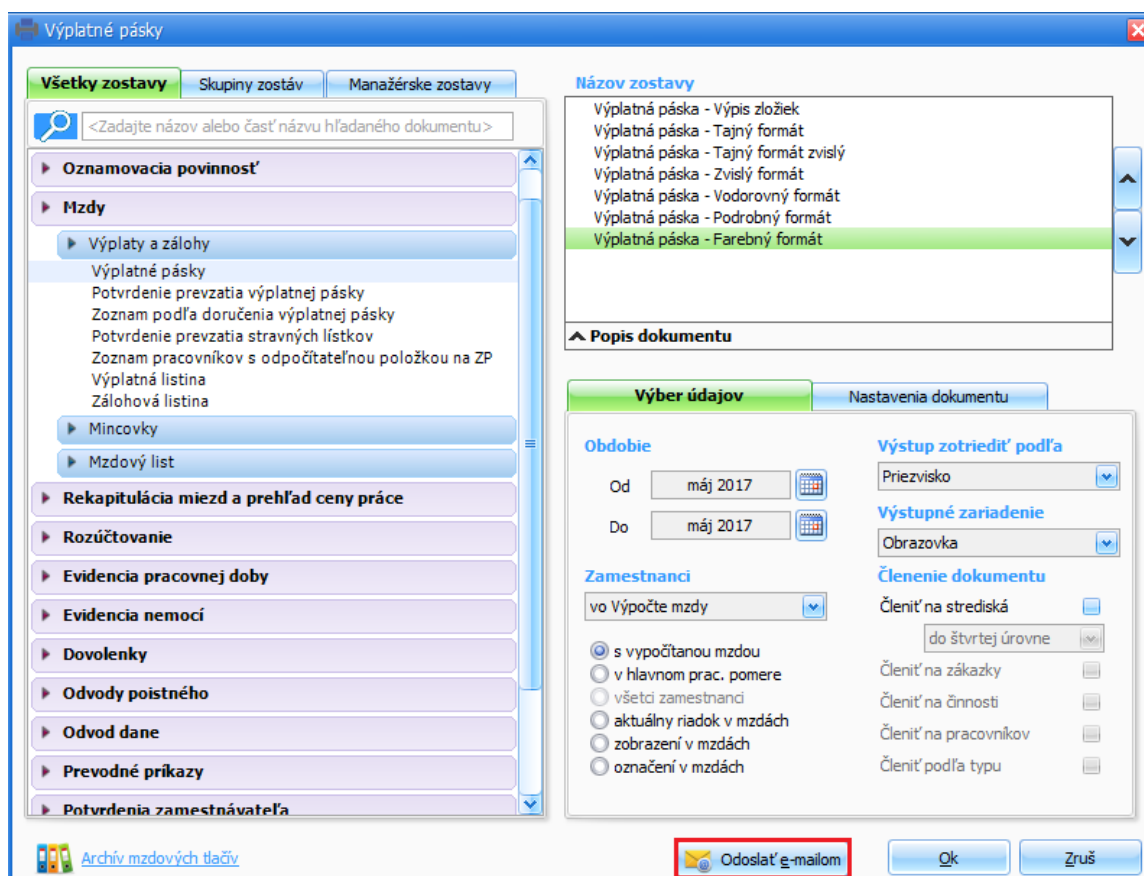 Výplatné pásky
Všetky zostavy
Skupiny zostáv
Manažérske zostavy
<Zadajte názov alebo časť názvu hľadaného dokumentu>
Oznamovacia povinnosť
Mzdy
Výplaty a zálohy
Výplatné pásky
Potvrdenie prevzatia výplatnej pásky
Zoznam podľa doručenia výplatnej pásky
Potvrdenie prevzatia stravných lístkov
Zoznam pracovníkov s odpočítateľnou položkou na ZP
Výplatná listina
Zálohová listina
Mincovky
Mzdový list
Rekapitulácia miezd a prehľad ceny práce
Rozúčtovanie
Evidencia pracovnej doby
Evidencia nemocí
Dovolenky
Odvody poistného
Odvod dane
Prevodné príkazy
Potvrdenia zamestnávateľa
Názov zostavy
Výplatná páska - Výpis zložiek
Výplatná páska - Tajný formát
Výplatná páska - Tajný formát zvislý
Výplatná páska - Zvislý formát
Výplatná páska - Vodorovný formát
Výplatná páska - Podrobný formát
Výplatná páska - Farebný formát
Popis dokumentu
Výber údajov
Nastavenia dokumentu
Obdobie
Od
máj 2017
Do
máj 2017
Zamestnanci
vo Výpočte mzdy
s vypočítanou mzdou
v hlavnom prac. pomere
všetci zamestnanci
aktuálny riadok v mzdách
zobrazení v mzdách
označení v mzdách
Výstup zotriediť podľa
Priezvisko
Výstupné zariadenie
Obrazovka
Členenie dokumentu
Členiť na strediská
do štvrtej úrovne
Členiť na zákazky
Členiť na činnosti
Členiť na pracovníkov
Členiť podľa typu
Archív mzdových tlačív
Odoslať e-mailom
Ok
Zruš